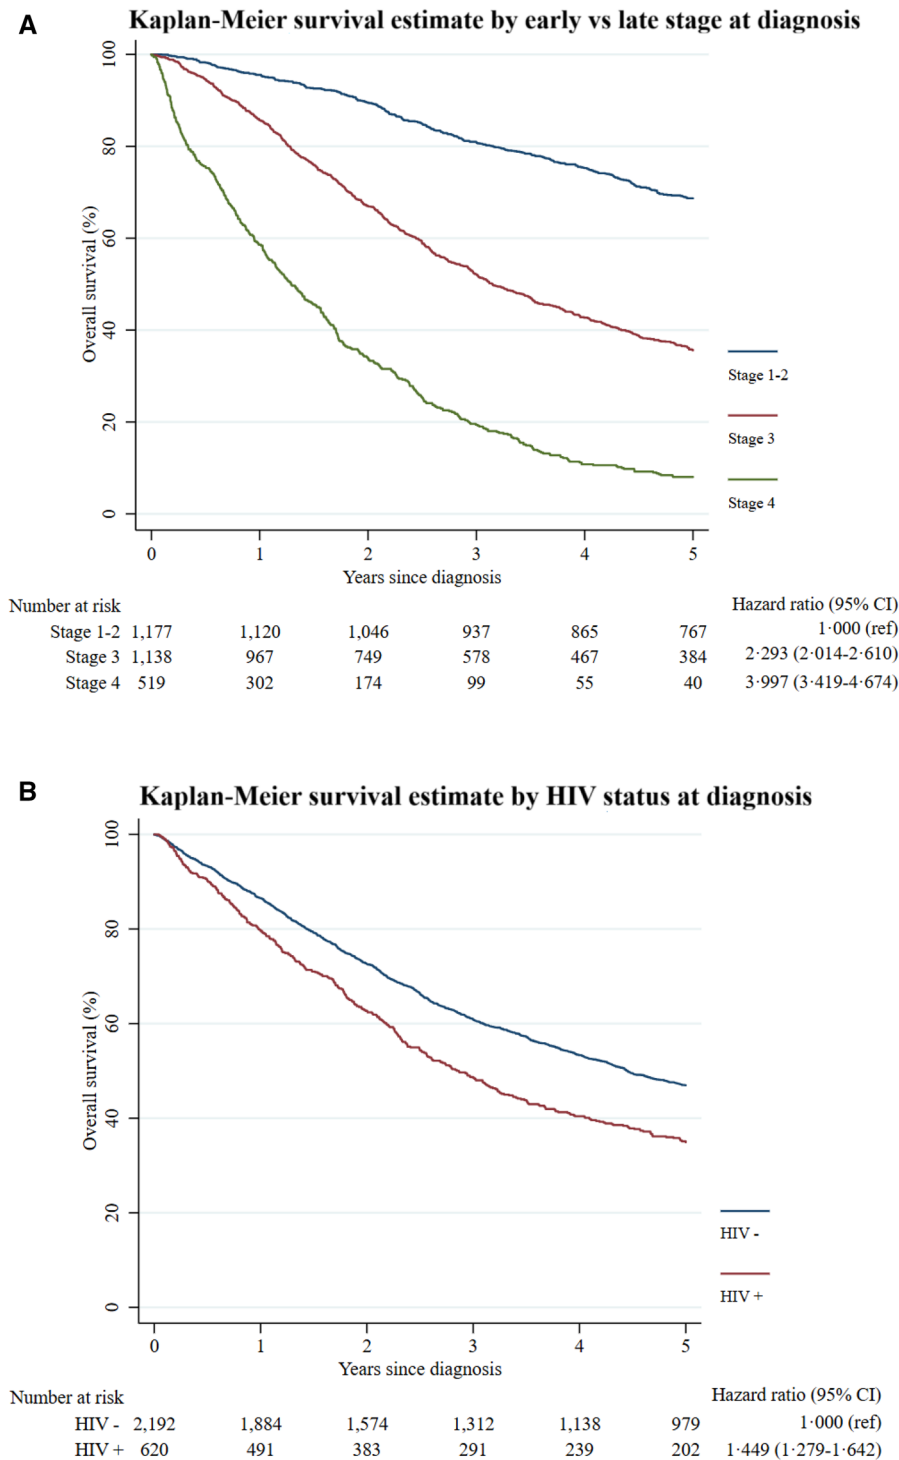 A
Kaplan-Meier survival estimate by early vs late stage at diagnosis
100
80
60
40
20
0
Overall survival (%)
0 1 2 3 4 5
Years since diagnosis
Stage 1-2
Stage 3
Stage 4
Number at risk Hazard ratio (95% CI)
Stage 1-2 1,177 1,120 1,046 937 865 767 1·000 (ref)
Stage 3 1,138 967 749 578 467 384 2·293 (2·014-2·610)
Stage 4 519 302 174 99 55 40 3·997 (3·419-4·674)
B
Kaplan-Meier survival estimate by HIV status at diagnosis
100
80
60
40
20
0
Overall survival (%)
0 1 2 3 4 5
Years since diagnosis
HIV -
HIV +
Number at risk Hazard ratio (95% CI)
HIV - 2,192 1,884 1,574 1,312 1,138 979 1·000 (ref)
HIV + 620 491 383 291 239 202 1·449 (1·279-1·642)